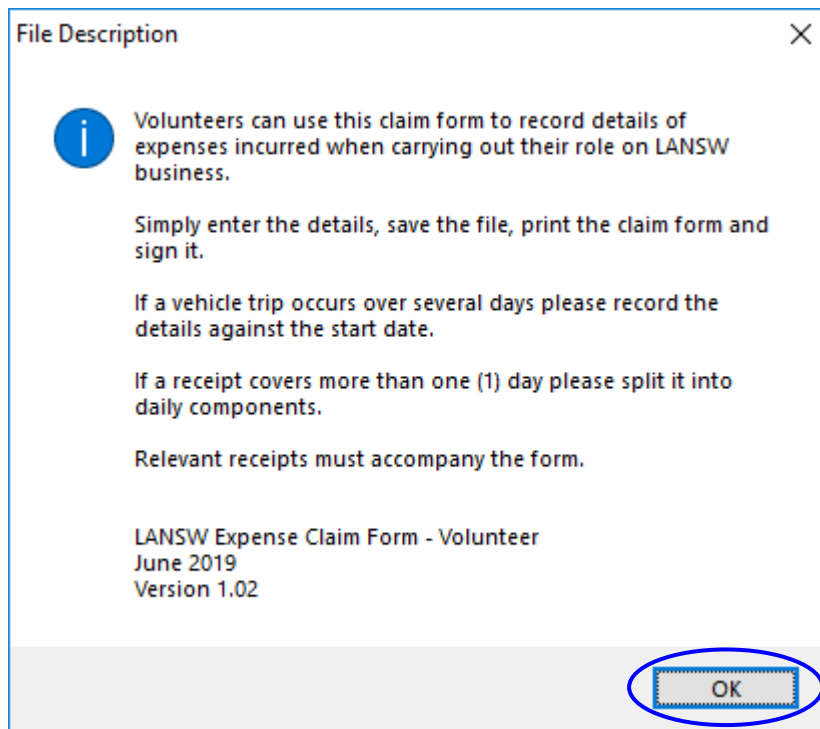 File Description
Volunteers can use this claim form to record details of
expenses incurred when carrying out their role on LANSW
business.
Simply enter the details, save the file, print the claim form and
sign it.
If a vehicle trip occurs over several days please record the
details against the start date.
If a receipt covers more than one (1) day please split it into
daily components.
Relevant receipts must accompany the form.
LANSW Expense Claim Form - Volunteer
June 2019
Version 1.02
OK